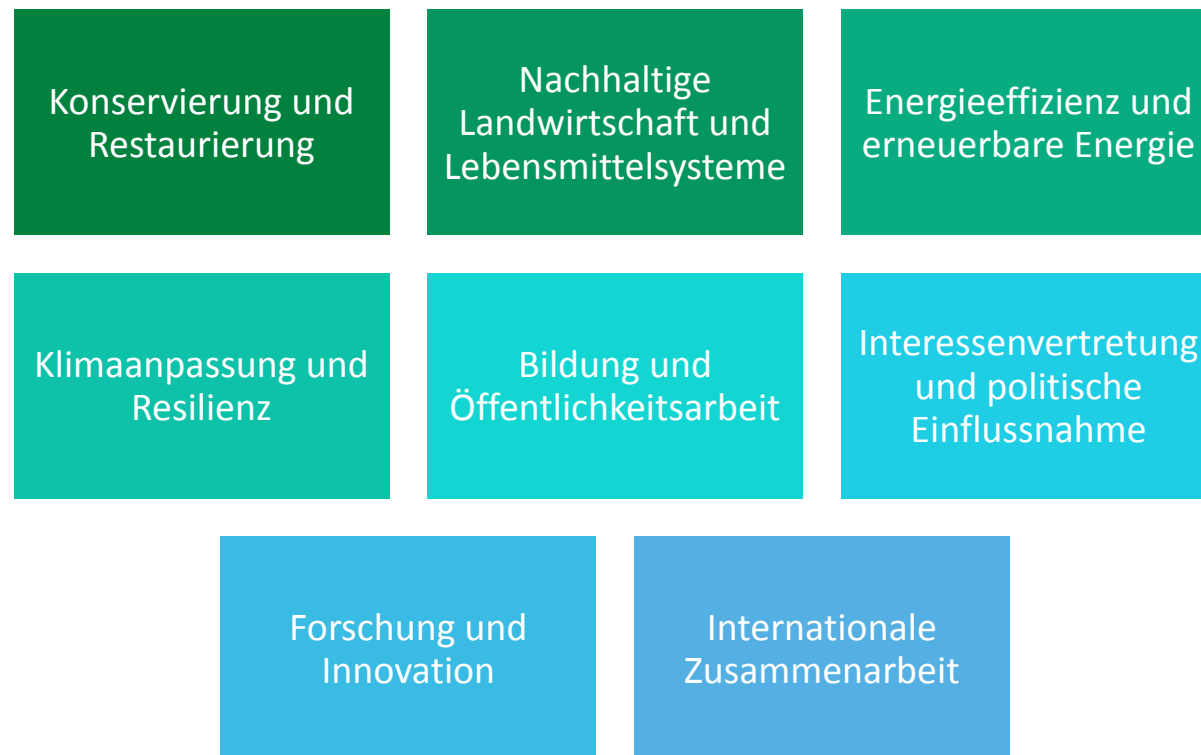 Konservierung und
Restaurierung
Nachhaltige
Landwirtschaft und
Lebensmittelsysteme
Energieeffizienz und
erneuerbare Energie
Klimaanpassung und
Resilienz
Bildung und
Öffentlichkeitsarbeit
Interessenvertretung
und politische
Einflussnahme
Forschung und
Innovation
Internationale
Zusammenarbeit